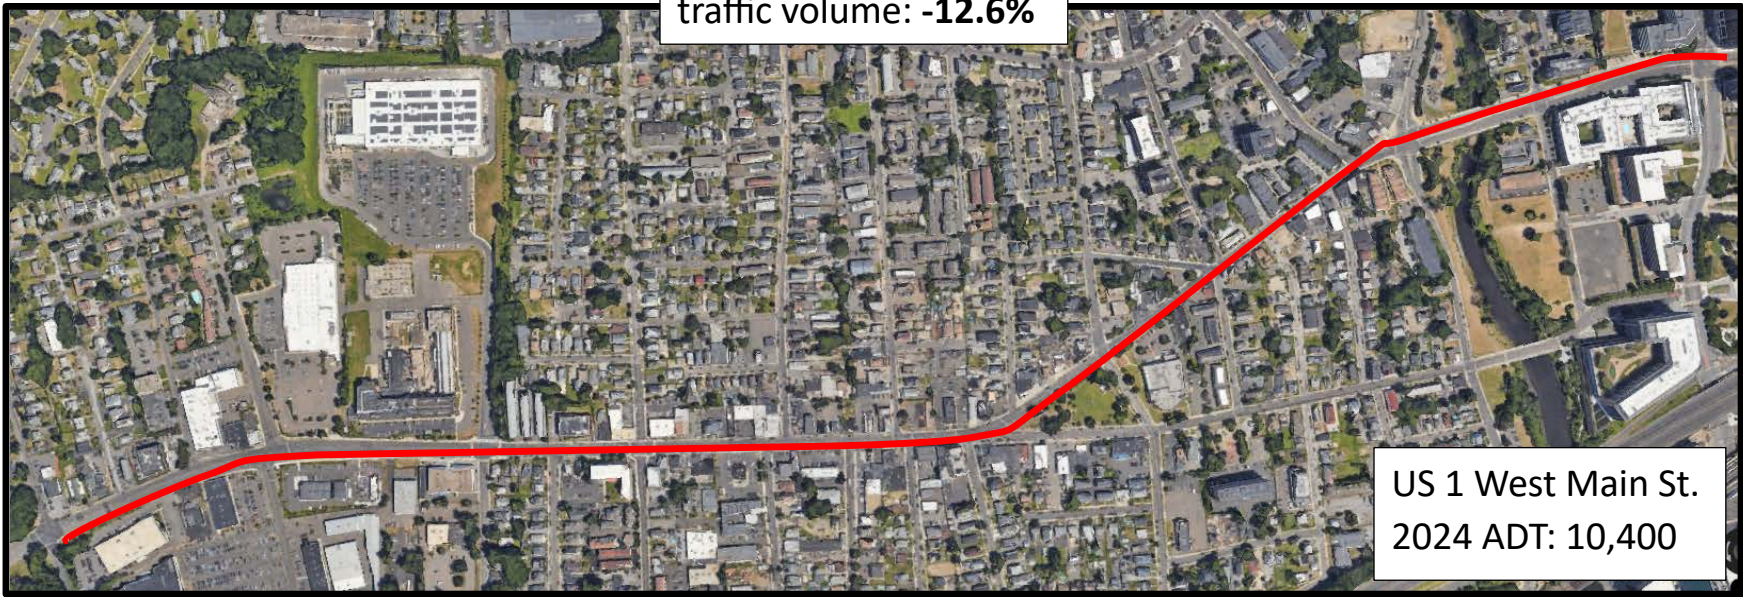 traffic volume: -12.6%
US 1 West Main St.
2024 ADT: 10,400